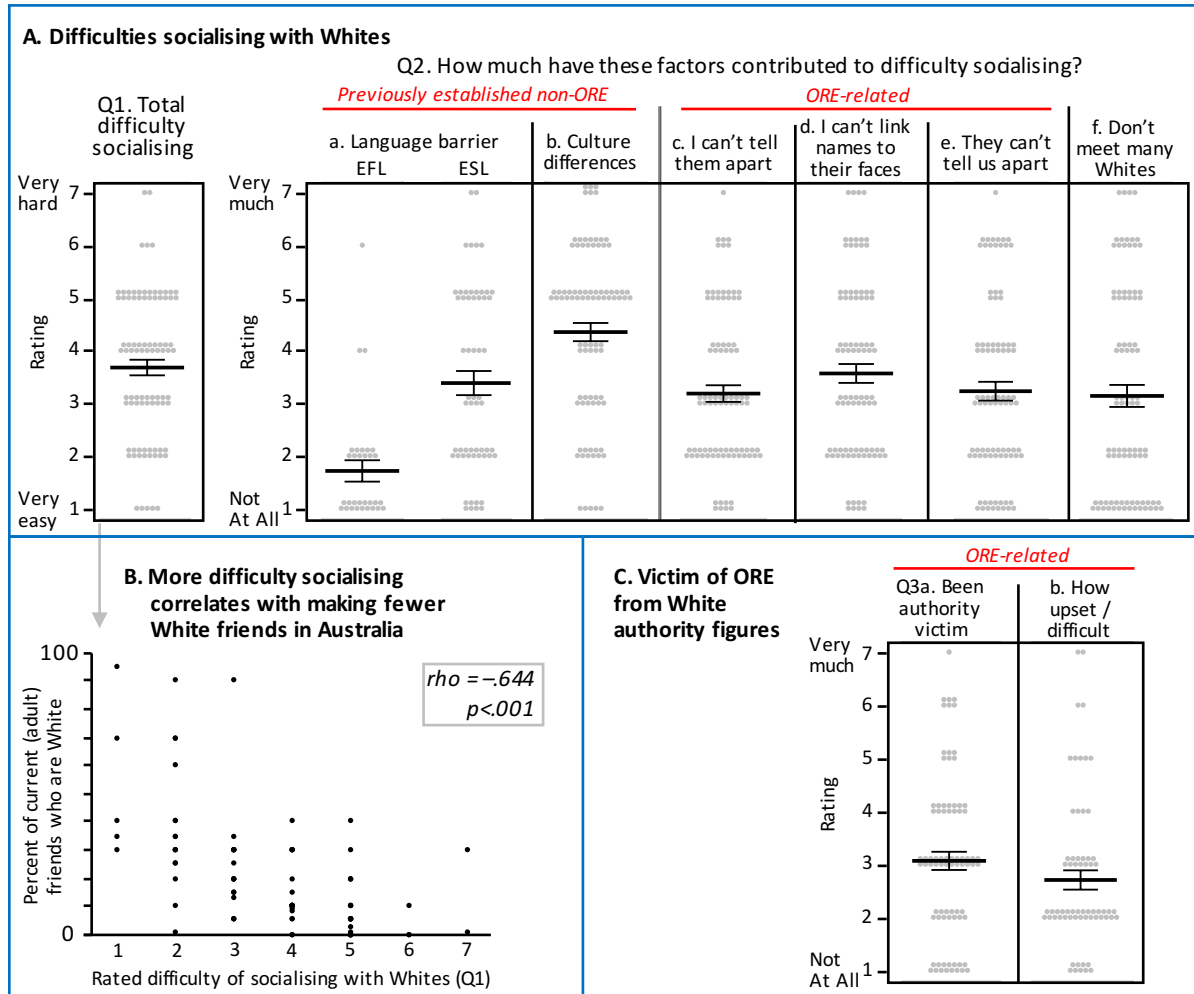 A. Difficulties socialising with Whites
Q2. How much have these factors contributed to difficulty socialising?
Previously established non-ORE
ORE-related
Q1. Total
difficulty
socialising
a. Language barrier
EFL
ESL
b. Culture
differences
c. I can't tell
them apart
d. I can't link
names to
their faces
e. They can't
tell us apart
f. Don't
meet many
Whites
Very
hard
7
6
5
4
3
2
1
Rating
Very
easy
Very
much
7
6
5
4
3
2
1
Rating
Not
At All
B. More difficulty socialising
correlates with making fewer
White friends in Australia
100
0
Percent of current (adult)
friends who are White
rho = –.644
p<.001
1 2 3 4 5 6 7
Rated difficulty of socialising with Whites (Q1)
C. Victim of ORE
from White
authority figures
ORE-related
Q3a. Been
authority
victim
b. How
upset /
difficult
Very
much
7
6
5
4
3
2
1
Rating
Not
At All